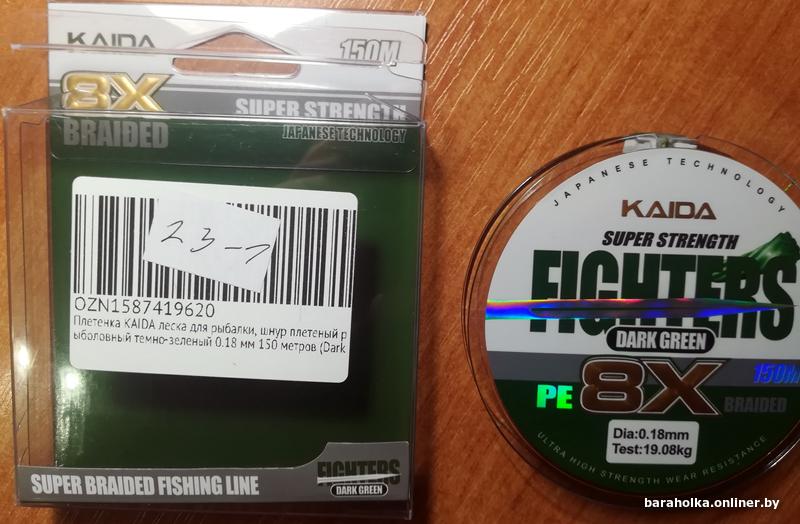 KAIDA
150M
8X
SUPER STRENGTH
BRAIDED
JAPANESE TECHNOLOGY
23-7
OZN1587419620
Плетенка KAIDA леска для рыбалки, шнур плетеный р
ыболовный темно-зеленый 0.18 мм 150 метров (Dark
SUPER BRAIDED FISHING LINE
FIGHTERS
DARK GREEN
JAPANESE TECHNOLOGY
KAIDA
SUPER STRENGTH
FIGHTERS
DARK GREEN
150M
PE 8X BRAIDED
Dia:0.18mm
Test:19.08kg
ULTRA HIGH STRENGTH WEAR RESISTANCE
baraholka.onliner.by